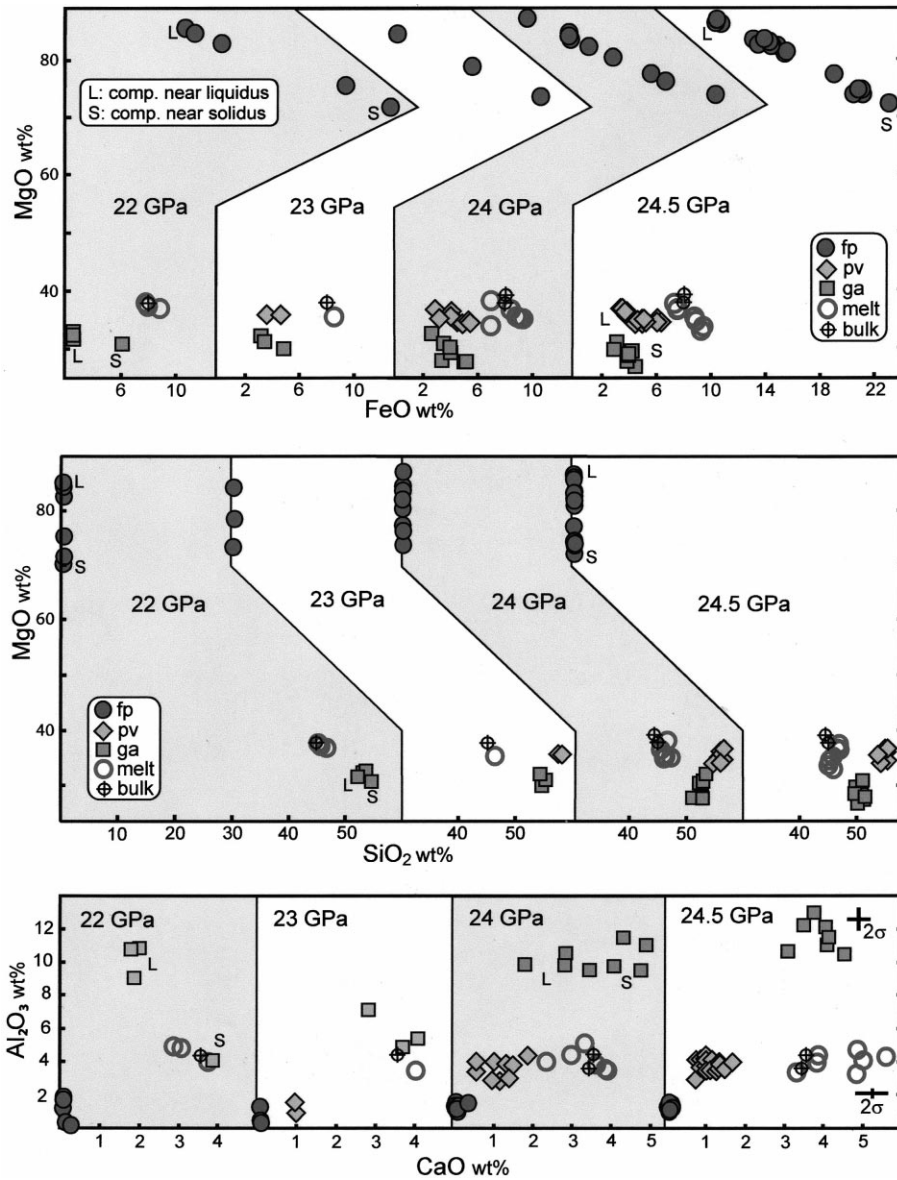 L
L
80
L: comp. near liquidus
S: comp. near solidus
S
S
MgO wt%
60
22 GPa
23 GPa
24 GPa
24.5 GPa
fp
pv
ga
melt
bulk
40
L
S
L
S
6 10 2 6 10 2 6 10 2 6 10 14 18 22
FeO wt%
L
L
80
S
S
MgO wt%
60
22 GPa
23 GPa
24 GPa
24.5 GPa
fp
pv
ga
melt
bulk
40
L
S
10 20 30 50 40 50 40 50 40 50
SiO2 wt%
22 GPa
23 GPa
24 GPa
24.5 GPa
12
2σ
10
L
L
S
8
Al2O3 wt%
6
S
4
2
2σ
1 2 3 4 1 2 3 4 1 2 3 4 5 1 2 3 4 5
CaO wt%